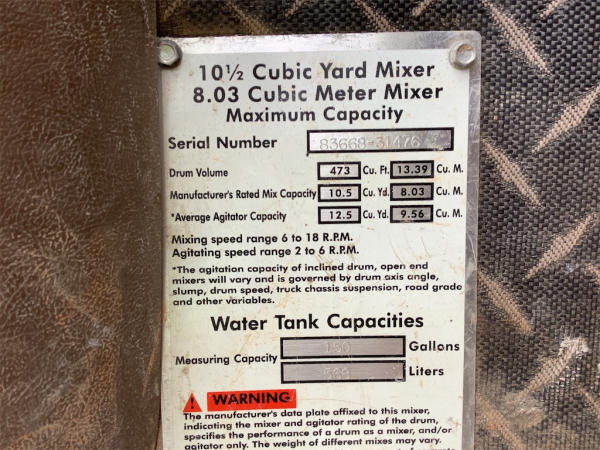 10½ Cubic Yard Mixer
8.03 Cubic Meter Mixer
Maximum Capacity
Serial Number
Drum Volume 473 Cu. Ft. 13.39 Cu. M.
Manufacturer's Rated Mix Capacity 10.5 Cu. Yd. 8.03 Cu. M.
*Average Agitator Capacity 12.5 Cu. Yd. 9.56 Cu. M.
Mixing speed range 6 to 18 R.P.M.
Agitating speed range 2 to 6 R.P.M.
*The agitation capacity of inclined drum, open end
mixers will vary and is governed by drum axis angle,
slump, drum speed, truck chassis suspension, road grade
and other variables.
Water Tank Capacities
Measuring Capacity 150 Gallons
Liters
WARNING
The manufacturer's data plate affixed to this mixer,
indicating the mixer and agitator rating of the drum,
specifies the performance of a drum as a mixer, and/or
agitator only. The weight of different mixes may vary.